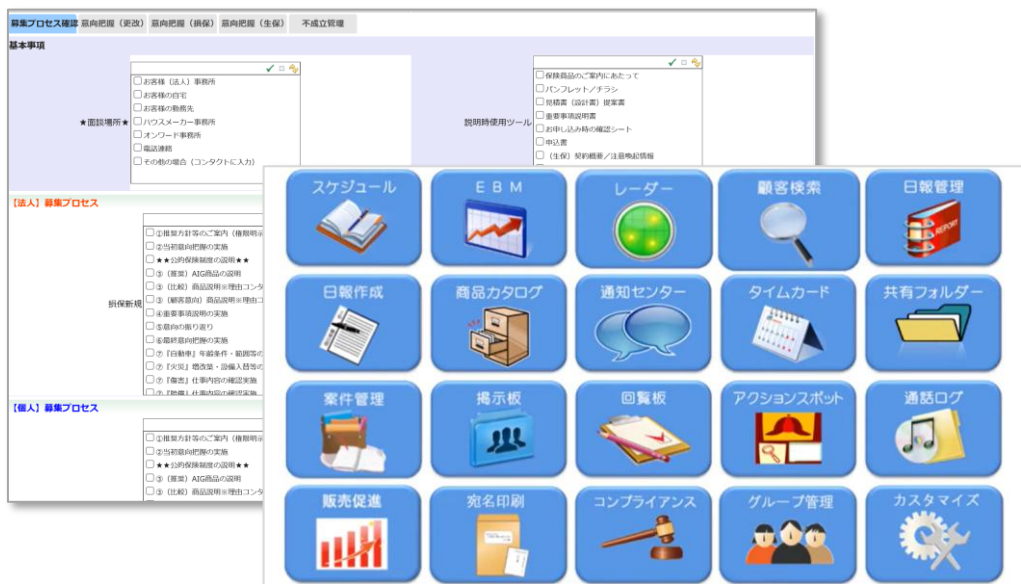 募集プロセス確認 意向把握（更改） 意向把握（損保） 意向把握（生保） 不成立管理
基本事項
★面談場所★
お客様（法人）事務所
お客様の自宅
お客様の勤務先
ハウスメーカー事務所
オンワード事務所
電話連絡
その他の場合（コンタクトに入力）
説明時使用ツール
保険商品のご案内にあたって
パンフレット／チラシ
見積書（設計書）提案書
重要事項説明書
お申し込み時の確認シート
申込書
（生保）契約概要／注意喚起情報
【法人】募集プロセス
損保新規
①推奨方針等のご案内（権限明示
②当初意向把握の実施
★★公的保険制度の説明★★
③（推奨）AIG商品の説明
③（比較）商品説明※理由コンタ
③（顧客意向）商品説明※理由コ
④重要事項説明の実施
⑤意向の振り返り
⑥最終意向把握の実施
⑦『自動車』年齢条件・範囲等の
⑦『火災』増改築・設備入替等の
⑦『傷害』仕事内容の確認実施
⑦『賠償』仕事内容の確認実施
【個人】募集プロセス
①推奨方針等のご案内（権限明示
②当初意向把握の実施
★★公的保険制度の説明★★
③（推奨）AIG商品の説明
③（比較）商品説明※理由コンタ
スケジュール EBM レーダー 顧客検索 日報管理
REPORT
日報作成 商品カタログ 通知センター タイムカード 共有フォルダー
案件管理 掲示板 回覧板 アクションスポット 通話ログ
販売促進 宛名印刷 コンプライアンス グループ管理 カスタマイズ